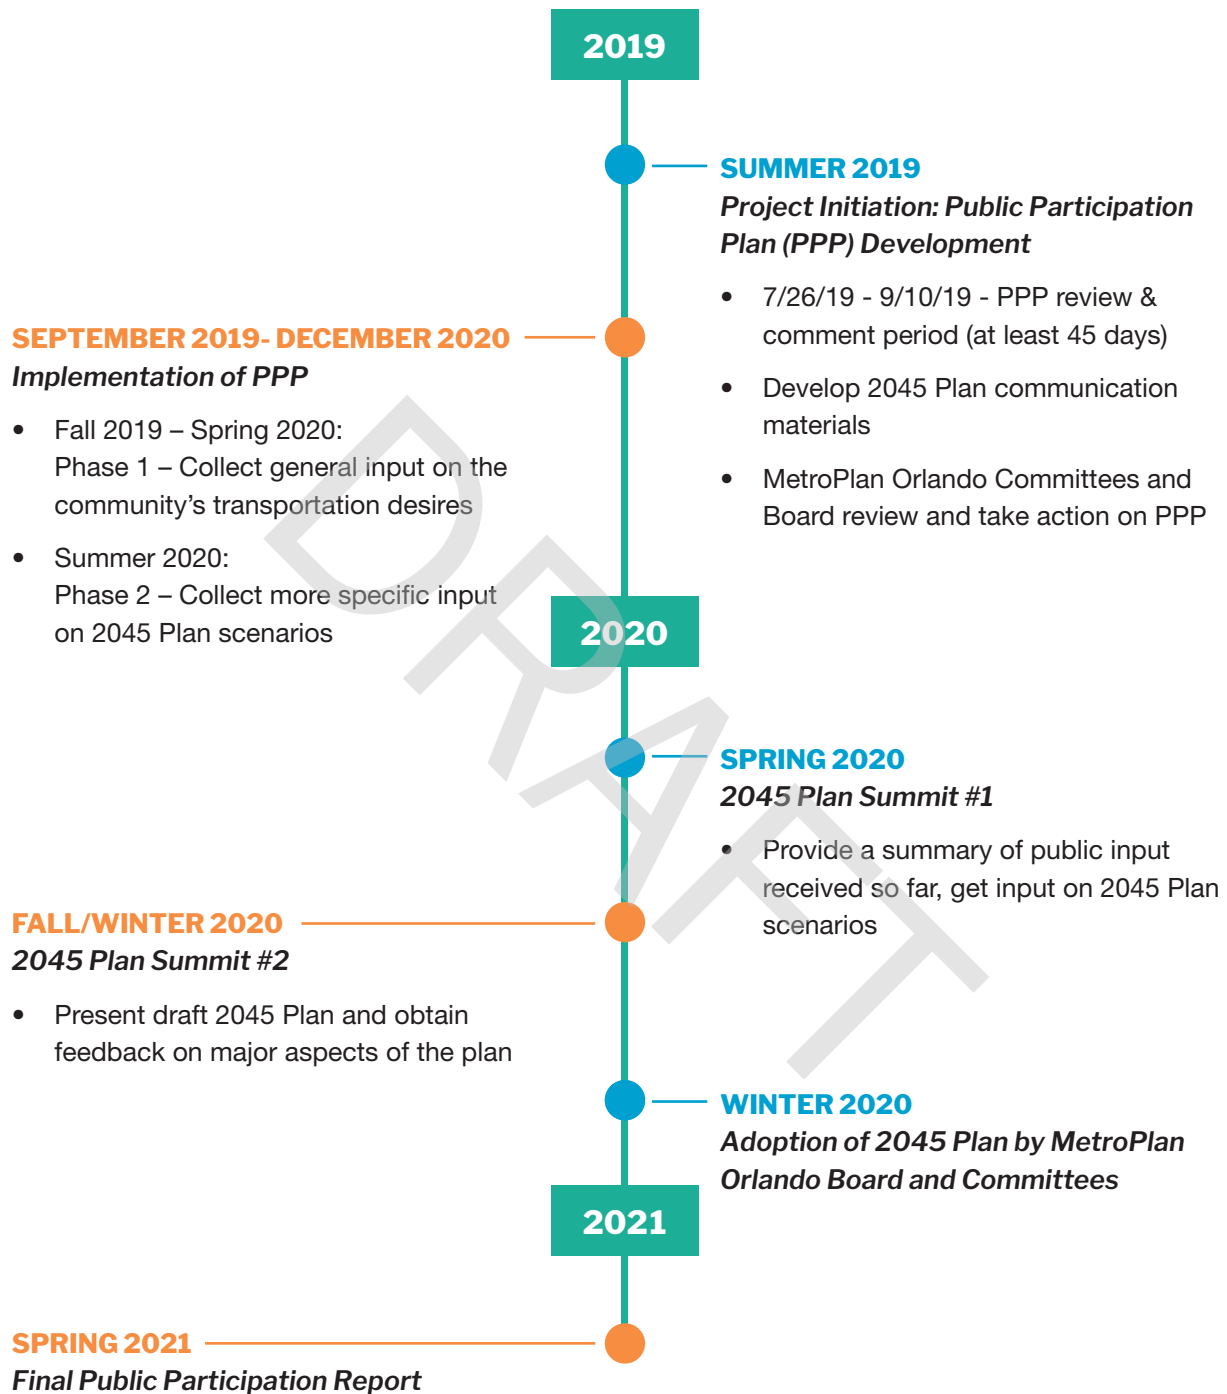 2019
SUMMER 2019
Project Initiation: Public Participation
Plan (PPP) Development
• 7/26/19 - 9/10/19 - PPP review &
comment period (at least 45 days)
• Develop 2045 Plan communication
materials
• MetroPlan Orlando Committees and
Board review and take action on PPP
SEPTEMBER 2019- DECEMBER 2020
Implementation of PPP
• Fall 2019 – Spring 2020:
Phase 1 – Collect general input on the
community’s transportation desires
• Summer 2020:
Phase 2 – Collect more specific input
on 2045 Plan scenarios
2020
SPRING 2020
2045 Plan Summit #1
• Provide a summary of public input
received so far, get input on 2045 Plan
scenarios
FALL/WINTER 2020
2045 Plan Summit #2
• Present draft 2045 Plan and obtain
feedback on major aspects of the plan
WINTER 2020
Adoption of 2045 Plan by MetroPlan
Orlando Board and Committees
2021
SPRING 2021
Final Public Participation Report
DRAFT